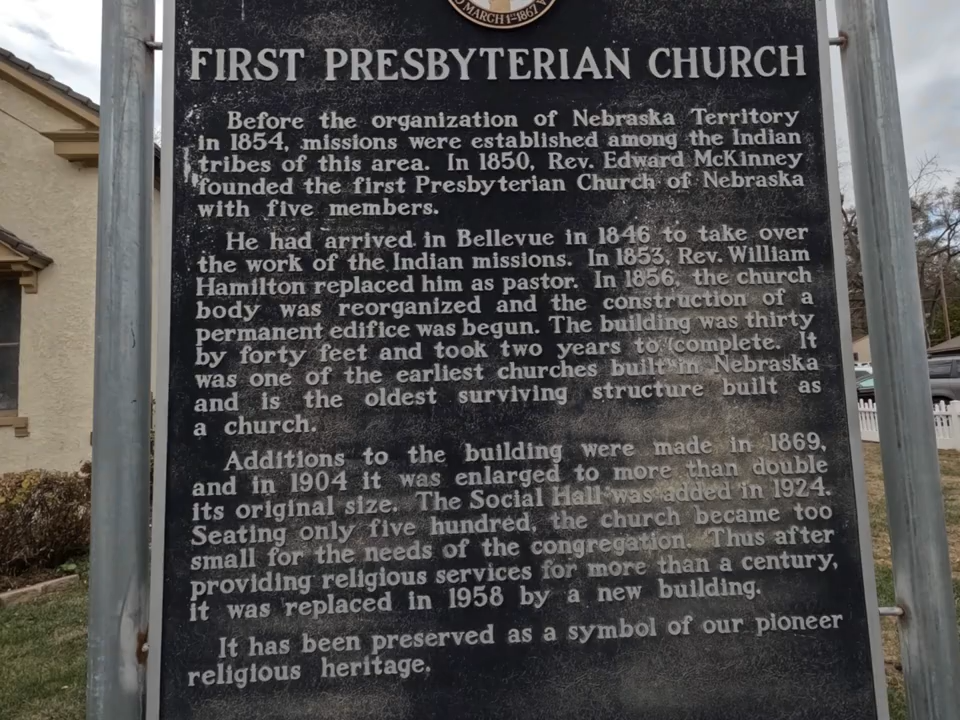 MARCH 1ST 1867
FIRST PRESBYTERIAN CHURCH
Before the organization of Nebraska Territory
in 1854, missions were established among the Indian
tribes of this area. In 1850, Rev. Edward McKinney
founded the first Presbyterian Church of Nebraska
with five members.
He had arrived in Bellevue in 1846 to take over
the work of the Indian missions. In 1853, Rev. William
Hamilton replaced him as pastor. In 1856, the church
body was reorganized and the construction of a
permanent edifice was begun. The building was thirty
by forty feet and took two years to complete. It
was one of the earliest churches built in Nebraska
and is the oldest surviving structure built as
a church.
Additions to the building were made in 1869,
and in 1904 it was enlarged to more than double
its original size. The Social Hall was added in 1924.
Seating only five hundred, the church became too
small for the needs of the congregation. Thus after
providing religious services for more than a century,
it was replaced in 1958 by a new building.
It has been preserved as a symbol of our pioneer
religious heritage.